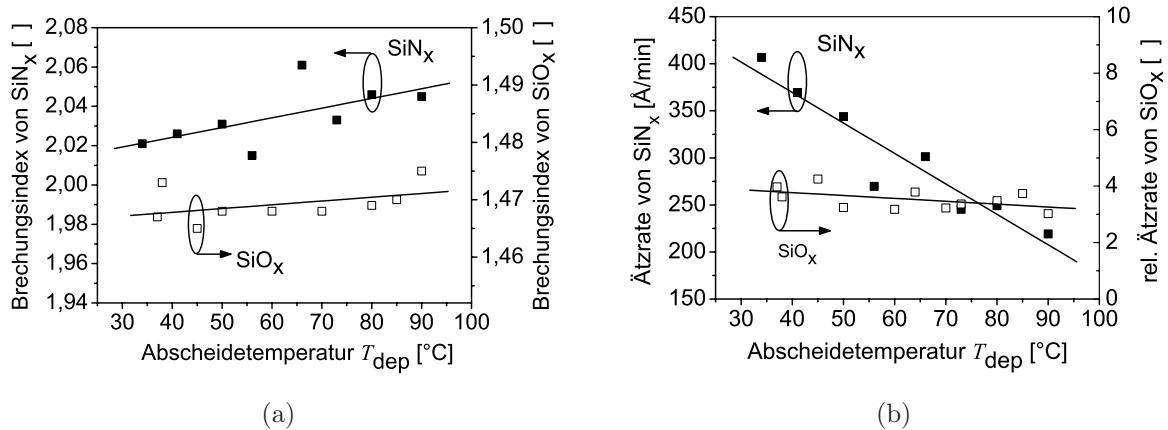 2,08
2,06
2,04
2,02
2,00
1,98
1,96
1,94
Brechungsindex von SiNx [ ]
SiNx
SiOx
1,50
1,49
1,48
1,47
1,46
Brechungsindex von SiOx [ ]
30 40 50 60 70 80 90 100
Abscheidetemperatur Tdep [°C]
(a)
450
400
350
300
250
200
150
Ätzrate von SiNx [Å/min]
SiNx
SiOx
10
8
6
4
2
0
rel. Ätzrate von SiOx [ ]
30 40 50 60 70 80 90 100
Abscheidetemperatur Tdep [°C]
(b)